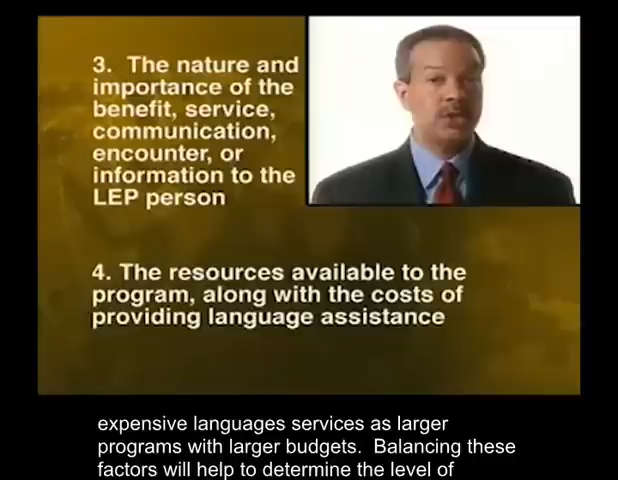 3. The nature and
importance of the
benefit, service,
communication,
encounter, or
information to the
LEP person
4. The resources available to the
program, along with the costs of
providing language assistance
expensive languages services as larger
programs with larger budgets. Balancing these
factors will help to determine the level of